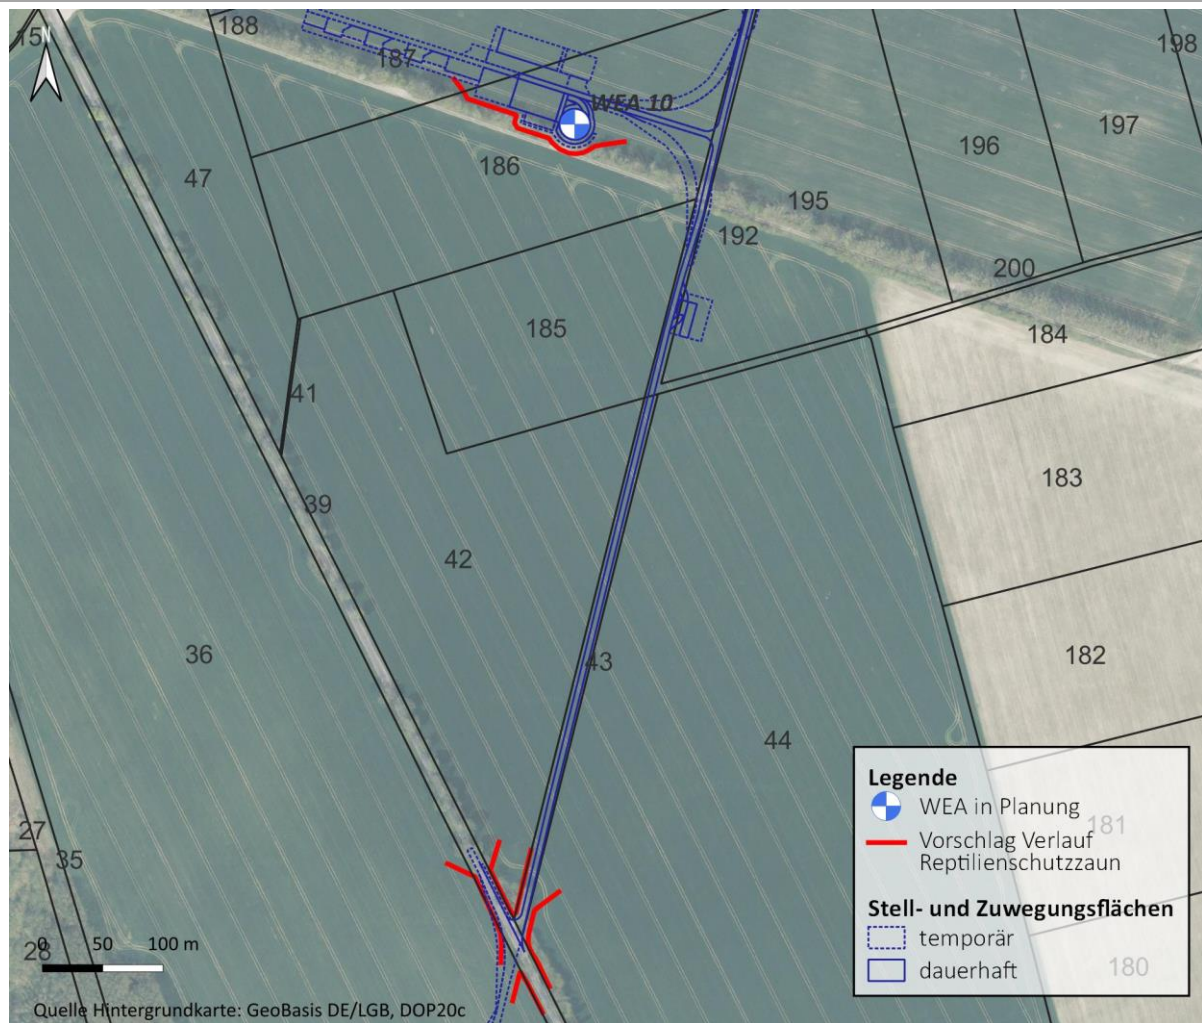 15
N
188
187
198
WEA 10
197
196
47
186
195
192
200
184
185
41
183
39
42
182
36
43
44
Legende
WEA in Planung
Vorschlag Verlauf
Reptilienschutzzaun
Stell- und Zuwegungsflächen
temporär
dauerhaft
181
27
35
28
180
0 50 100 m
Quelle Hintergrundkarte: GeoBasis DE/LGB, DOP20c